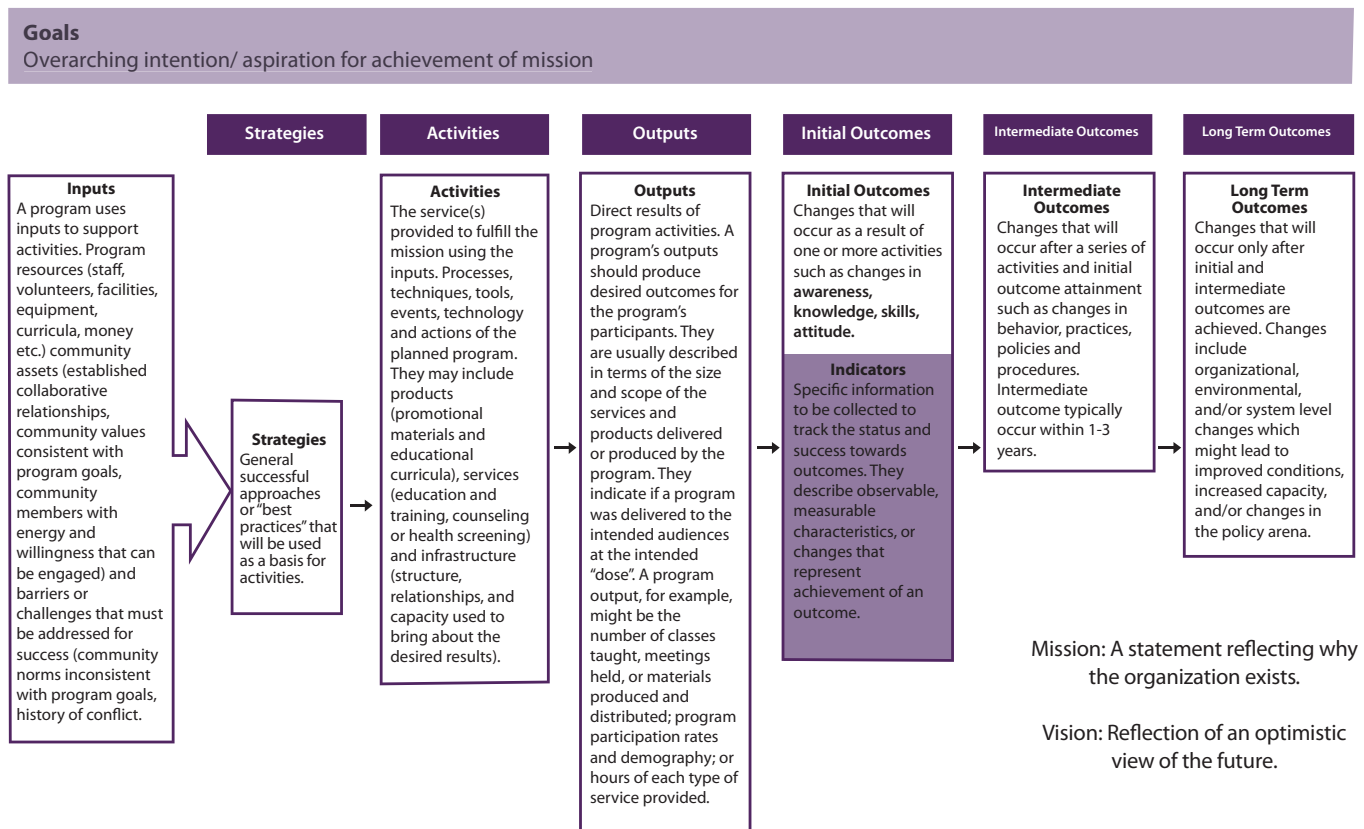 Goals
Overarching intention/ aspiration for achievement of mission
Strategies
Activities
Outputs
Initial Outcomes
Intermediate Outcomes
Long Term Outcomes
Inputs
A program uses
inputs to support
activities. Program
resources (staff,
volunteers, facilities,
equipment,
curricula, money
etc.) community
assets (established
collaborative
relationships,
community values
consistent with
program goals,
community
members with
energy and
willingness that can
be engaged) and
barriers or
challenges that must
be addressed for
success (community
norms inconsistent
with program goals,
history of conflict.
Strategies
General
successful
approaches
or “best
practices” that
will be used
as a basis for
activities.
Activities
The service(s)
provided to fulfill the
mission using the
inputs. Processes,
techniques, tools,
events, technology
and actions of the
planned program.
They may include
products
(promotional
materials and
educational
curricula), services
(education and
training, counseling
or health screening)
and infrastructure
(structure,
relationships, and
capacity used to
bring about the
desired results).
Outputs
Direct results of
program activities. A
program’s outputs
should produce
desired outcomes for
the program’s
participants. They
are usually described
in terms of the size
and scope of the
services and
products delivered
or produced by the
program. They
indicate if a program
was delivered to the
intended audiences
at the intended
“dose”. A program
output, for example,
might be the
number of classes
taught, meetings
held, or materials
produced and
distributed; program
participation rates
and demography; or
hours of each type of
service provided.
Initial Outcomes
Changes that will
occur as a result of
one or more activities
such as changes in
awareness,
knowledge, skills,
attitude.
Indicators
Specific information
to be collected to
track the status and
success towards
outcomes. They
describe observable,
measurable
characteristics, or
changes that
represent
achievement of an
outcome.
Intermediate
Outcomes
Changes that will
occur after a series of
activities and initial
outcome attainment
such as changes in
behavior, practices,
policies and
procedures.
Intermediate
outcome typically
occur within 1-3
years.
Long Term
Outcomes
Changes that will
occur only after
initial and
intermediate
outcomes are
achieved. Changes
include
organizational,
environmental,
and/or system level
changes which
might lead to
improved conditions,
increased capacity,
and/or changes in
the policy arena.
Mission: A statement reflecting why
the organization exists.
Vision: Reflection of an optimistic
view of the future.